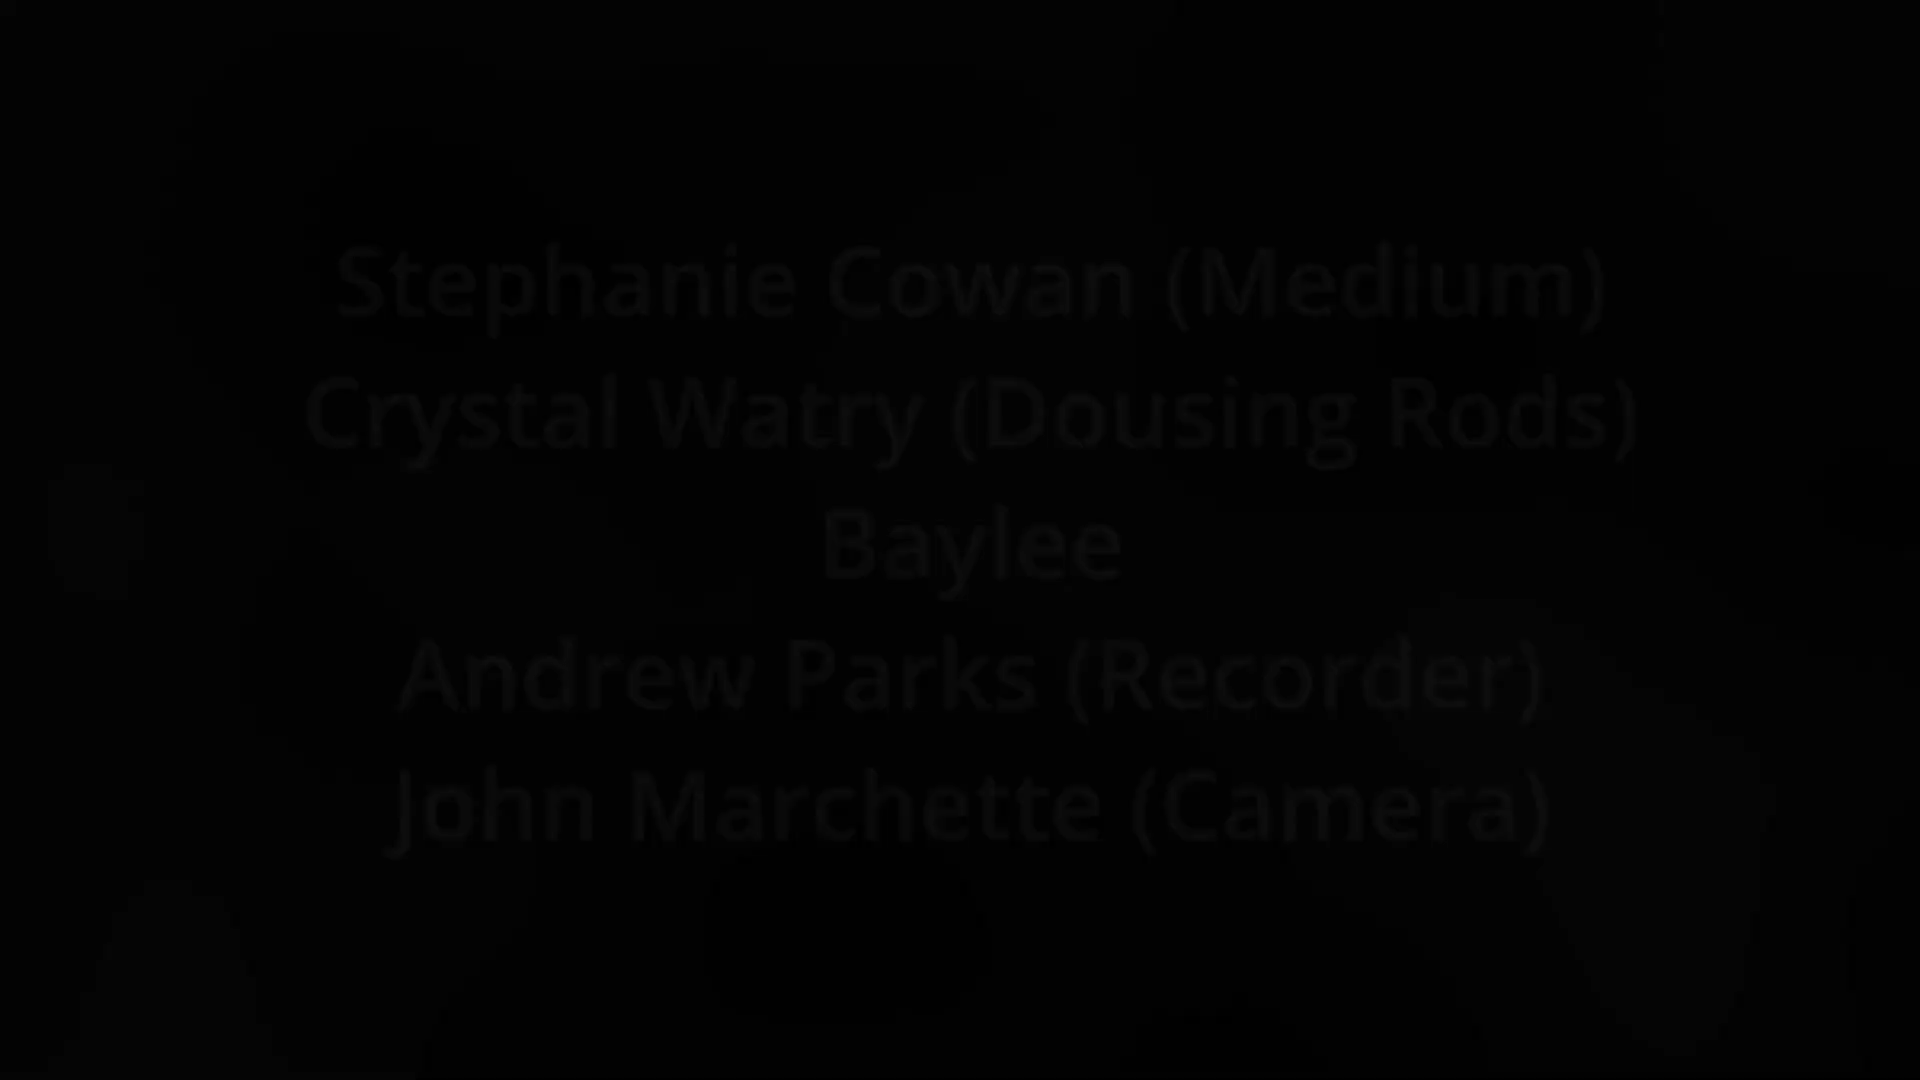 Stephanie Cowan (Medium)
Crystal Watry (Dousing Rods)
Baylee
Andrew Parks (Recorder)
John Marchette (Camera)